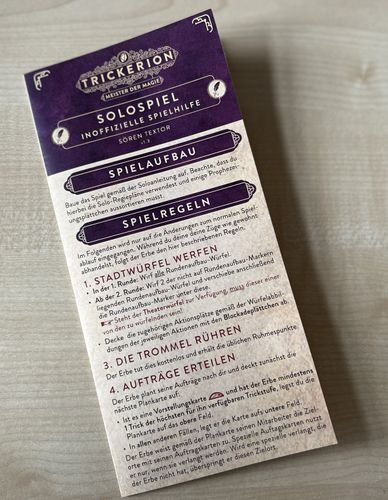 TRICKERION
MEISTER DER MAGIE
SOLOSPIEL
INOFFIZIELLE SPIELHILFE
SÖREN TEXTOR
SPIELAUFBAU
Baue das Spiel gemäß der Soloanleitung auf. Beachte, dass du
hierbei die Solo-Regiepläne verwendest und einige Prophezei-
ungsplättchen aussortieren musst.
SPIELREGELN
Im Folgenden wird nur auf die Änderungen zum normalen Spiel-
ablauf eingegangen. Während du deine Züge wie gewohnt
abhandelst, folgt der Erbe den hier beschriebenen Regeln.
1. STADTWÜRFEL WERFEN
• In der 1. Runde: Wirf alle Rundenaufbau-Würfel.
• Ab der 2. Runde: Wirf 2 der nicht auf Rundenaufbau-Markern
liegenden Rundenaufbau-Würfel und verschiebe anschließend
die Rundenaufbau-Marker unter diese.
Steht der Theaterwürfel zur Verfügung, muss dieser einer
von den zu würfelnden sein!
• Decke die zugehörigen Aktionsplätze gemäß der Würfelabbil-
dungen der jeweiligen Aktionen mit den Blockadeplättchen ab.
3. DIE TROMMEL RÜHREN
Der Erbe tut dies kostenlos und erhält die üblichen Ruhmespunkte.
4. AUFTRÄGE ERTEILEN
Der Erbe plant seine Aufträge nach dir und deckt zunächst die
nächste Plankarte auf:
• Ist es eine Vorstellungskarte und hat der Erbe mindestens
1 Trick der höchsten für ihn verfügbaren Trickstufe, legst du die
Plankarte auf das obere Feld.
• In allen anderen Fällen, legt er die Karte aufs untere Feld.
Der Erbe weist gemäß der Plankarte seinen Mitarbeiter die Ziel-
orte mit seinen Auftragskarten zu. Spezielle Auftragskarten nutzt
er nur, wenn sie verlangt werden. Wird eine spezielle verlangt, die
der Erbe nicht hat, überspringt er diesen Zielort.